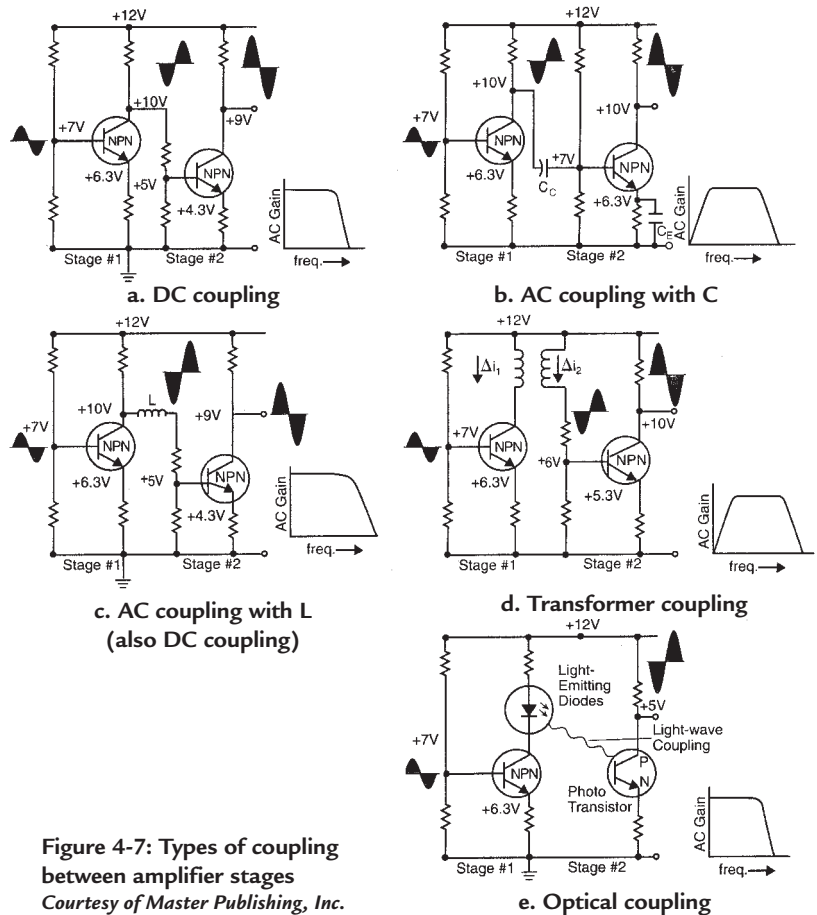 +12V
+10V
+7V
NPN
+9V
+6.3V
+5V
NPN
+4.3V
AC Gain
freq.
Stage #1
Stage #2
a. DC coupling
+12V
+10V
+10V
+7V
NPN
+7V
NPN
+6.3V
CC
+6.3V
CE
AC Gain
freq.
Stage #1
Stage #2
b. AC coupling with C
+12V
L
+10V
+9V
+7V
NPN
+5V
NPN
+6.3V
+4.3V
AC Gain
freq.
Stage #1
Stage #2
c. AC coupling with L
(also DC coupling)
+12V
Δi1
Δi2
+10V
+7V
NPN
+6V
NPN
+6.3V
+5.3V
AC Gain
freq.
Stage #1
Stage #2
d. Transformer coupling
+12V
Light-
Emitting
Diodes
+5V
Light-wave
Coupling
+7V
NPN
P
N
Photo
Transistor
+6.3V
AC Gain
freq.
Stage #1
Stage #2
e. Optical coupling
Figure 4-7: Types of coupling
between amplifier stages
Courtesy of Master Publishing, Inc.